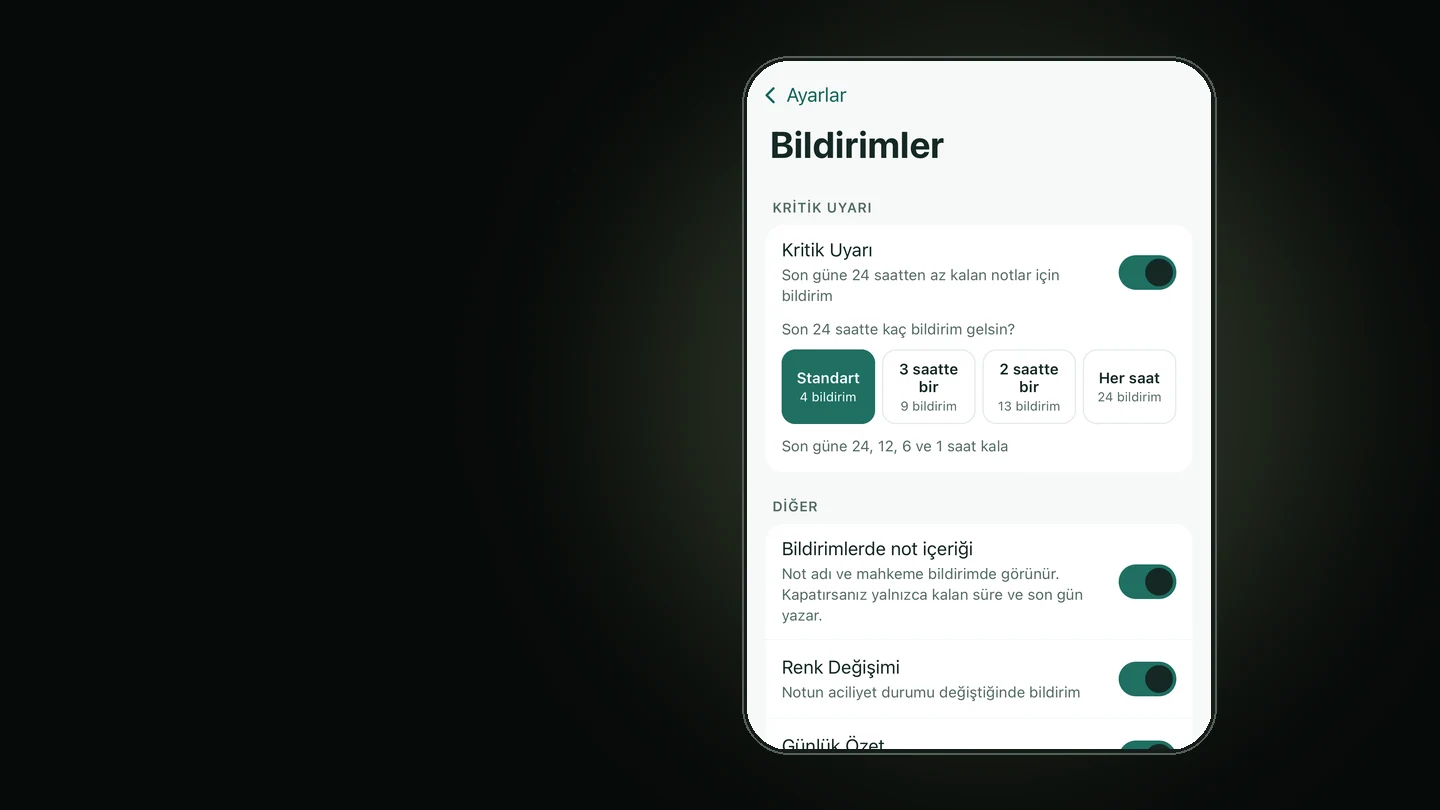 Ayarlar
Bildirimler
KRİTİK UYARI
Kritik Uyarı
Son güne 24 saatten az kalan notlar için
bildirim
Son 24 saatte kaç bildirim gelsin?
Standart
4 bildirim
3 saatte
bir
9 bildirim
2 saatte
bir
13 bildirim
Her saat
24 bildirim
Son güne 24, 12, 6 ve 1 saat kala
DİĞER
Bildirimlerde not içeriği
Not adı ve mahkeme bildirimde görünür.
Kapatırsanız yalnızca kalan süre ve son gün
yazar.
Renk Değişimi
Notun aciliyet durumu değiştiğinde bildirim
Günlük Özet